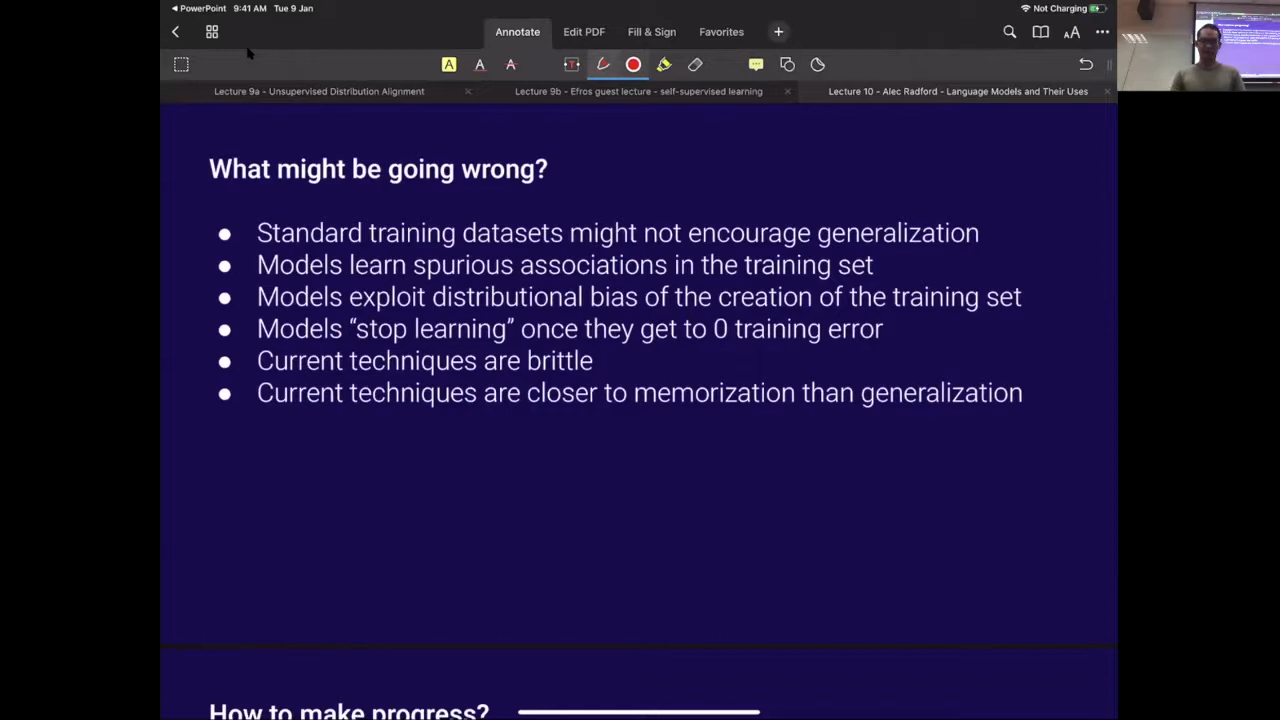 PowerPoint 9:41 AM Tue 9 Jan Not Charging
Annotate Edit PDF Fill & Sign Favorites
Lecture 9a - Unsupervised Distribution Alignment Lecture 9b - Efros guest lecture - self-supervised learning Lecture 10 - Alec Radford - Language Models and Their Uses
What might be going wrong?
● Standard training datasets might not encourage generalization
● Models learn spurious associations in the training set
● Models exploit distributional bias of the creation of the training set
● Models “stop learning” once they get to 0 training error
● Current techniques are brittle
● Current techniques are closer to memorization than generalization
How to make progress?